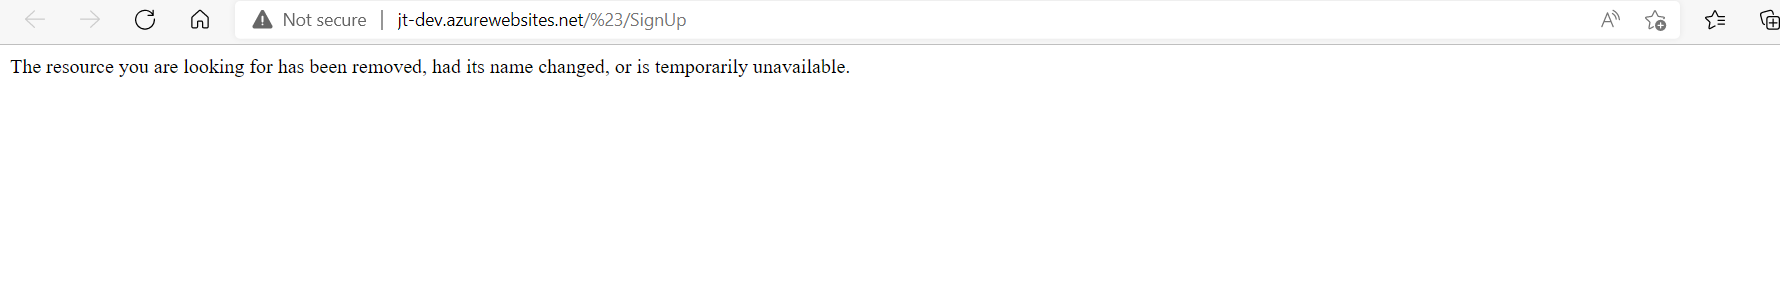 Not secure | jt-dev.azurewebsites.net/%23/SignUp A
The resource you are looking for has been removed, had its name changed, or is temporarily unavailable.